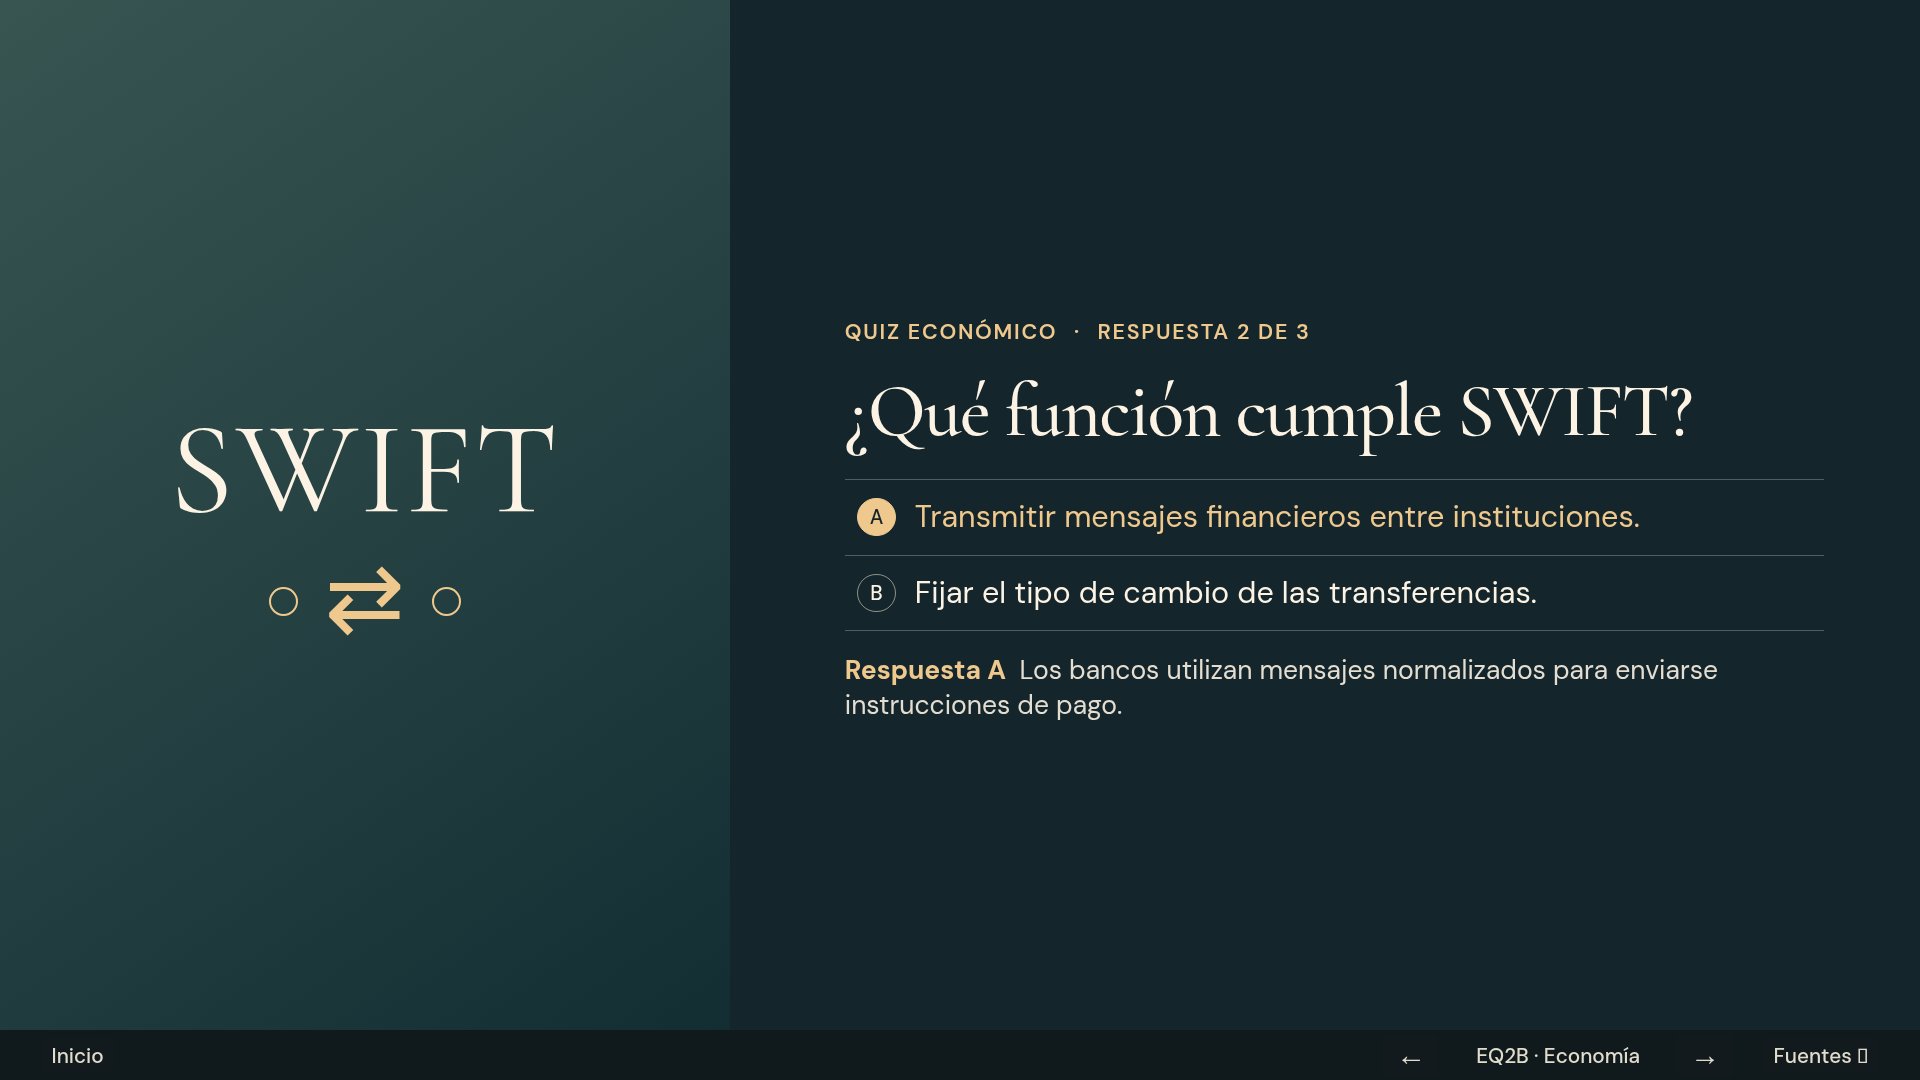 SWIFT
⇄
QUIZ ECONÓMICO · RESPUESTA 2 DE 3
¿Qué función cumple SWIFT?
A Transmitir mensajes financieros entre instituciones.
B Fijar el tipo de cambio de las transferencias.
Respuesta A Los bancos utilizan mensajes normalizados para enviarse
instrucciones de pago.
Inicio
← EQ2B · Economía → Fuentes